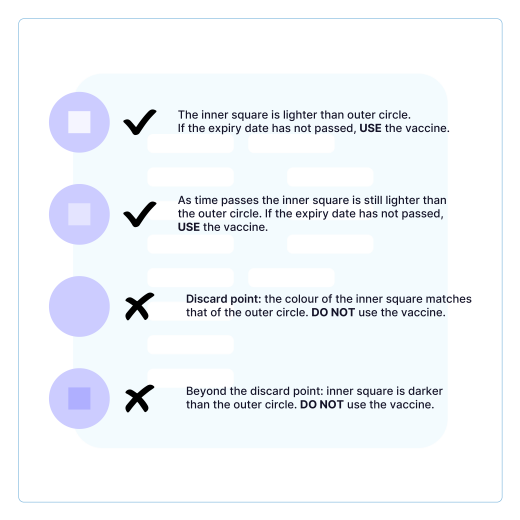 The inner square is lighter than outer circle.
If the expiry date has not passed, USE the vaccine.
As time passes the inner square is still lighter than
the outer circle. If the expiry date has not passed,
USE the vaccine.
Discard point: the colour of the inner square matches
that of the outer circle. DO NOT use the vaccine.
Beyond the discard point: inner square is darker
than the outer circle. DO NOT use the vaccine.